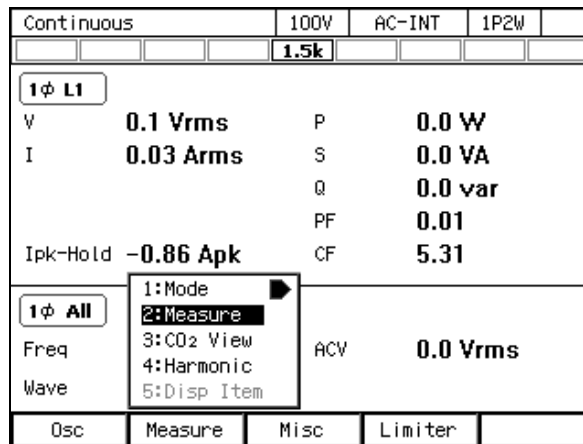 Continuous 100V AC-INT 1P2W
1.5k
1ϕ L1
V 0.1 Vrms P 0.0 W
I 0.03 Arms S 0.0 VA
Q 0.0 var
PF 0.01
Ipk-Hold -0.86 Apk CF 5.31
1:Mode
2:Measure
3:CO₂ View
4:Harmonic
5:Disp Item
1ϕ All
Freq ACV 0.0 Vrms
Wave
Osc Measure Misc Limiter